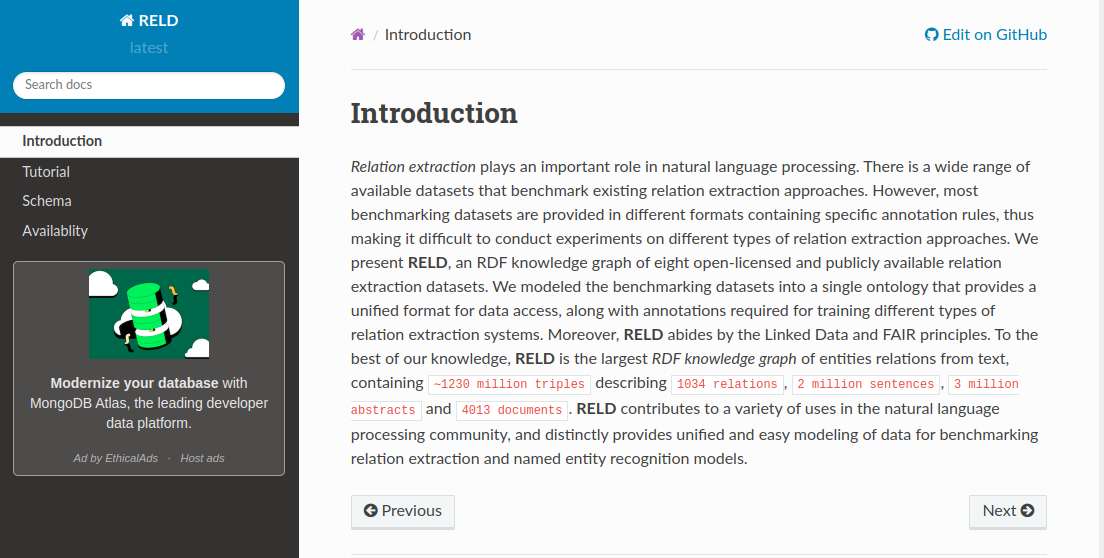 RELD
latest
Search docs
Introduction
Tutorial
Schema
Availablity
Modernize your database with
MongoDB Atlas, the leading developer
data platform.
Ad by EthicalAds · Host ads
/ Introduction
Edit on GitHub
Introduction
Relation extraction plays an important role in natural language processing. There is a wide range of
available datasets that benchmark existing relation extraction approaches. However, most
benchmarking datasets are provided in different formats containing specific annotation rules, thus
making it difficult to conduct experiments on different types of relation extraction approaches. We
present RELD, an RDF knowledge graph of eight open-licensed and publicly available relation
extraction datasets. We modeled the benchmarking datasets into a single ontology that provides a
unified format for data access, along with annotations required for training different types of
relation extraction systems. Moreover, RELD abides by the Linked Data and FAIR principles. To the
best of our knowledge, RELD is the largest RDF knowledge graph of entities relations from text,
containing ~1230 million triples describing 1034 relations, 2 million sentences, 3 million
abstracts and 4013 documents. RELD contributes to a variety of uses in the natural language
processing community, and distinctly provides unified and easy modeling of data for benchmarking
relation extraction and named entity recognition models.
Previous
Next